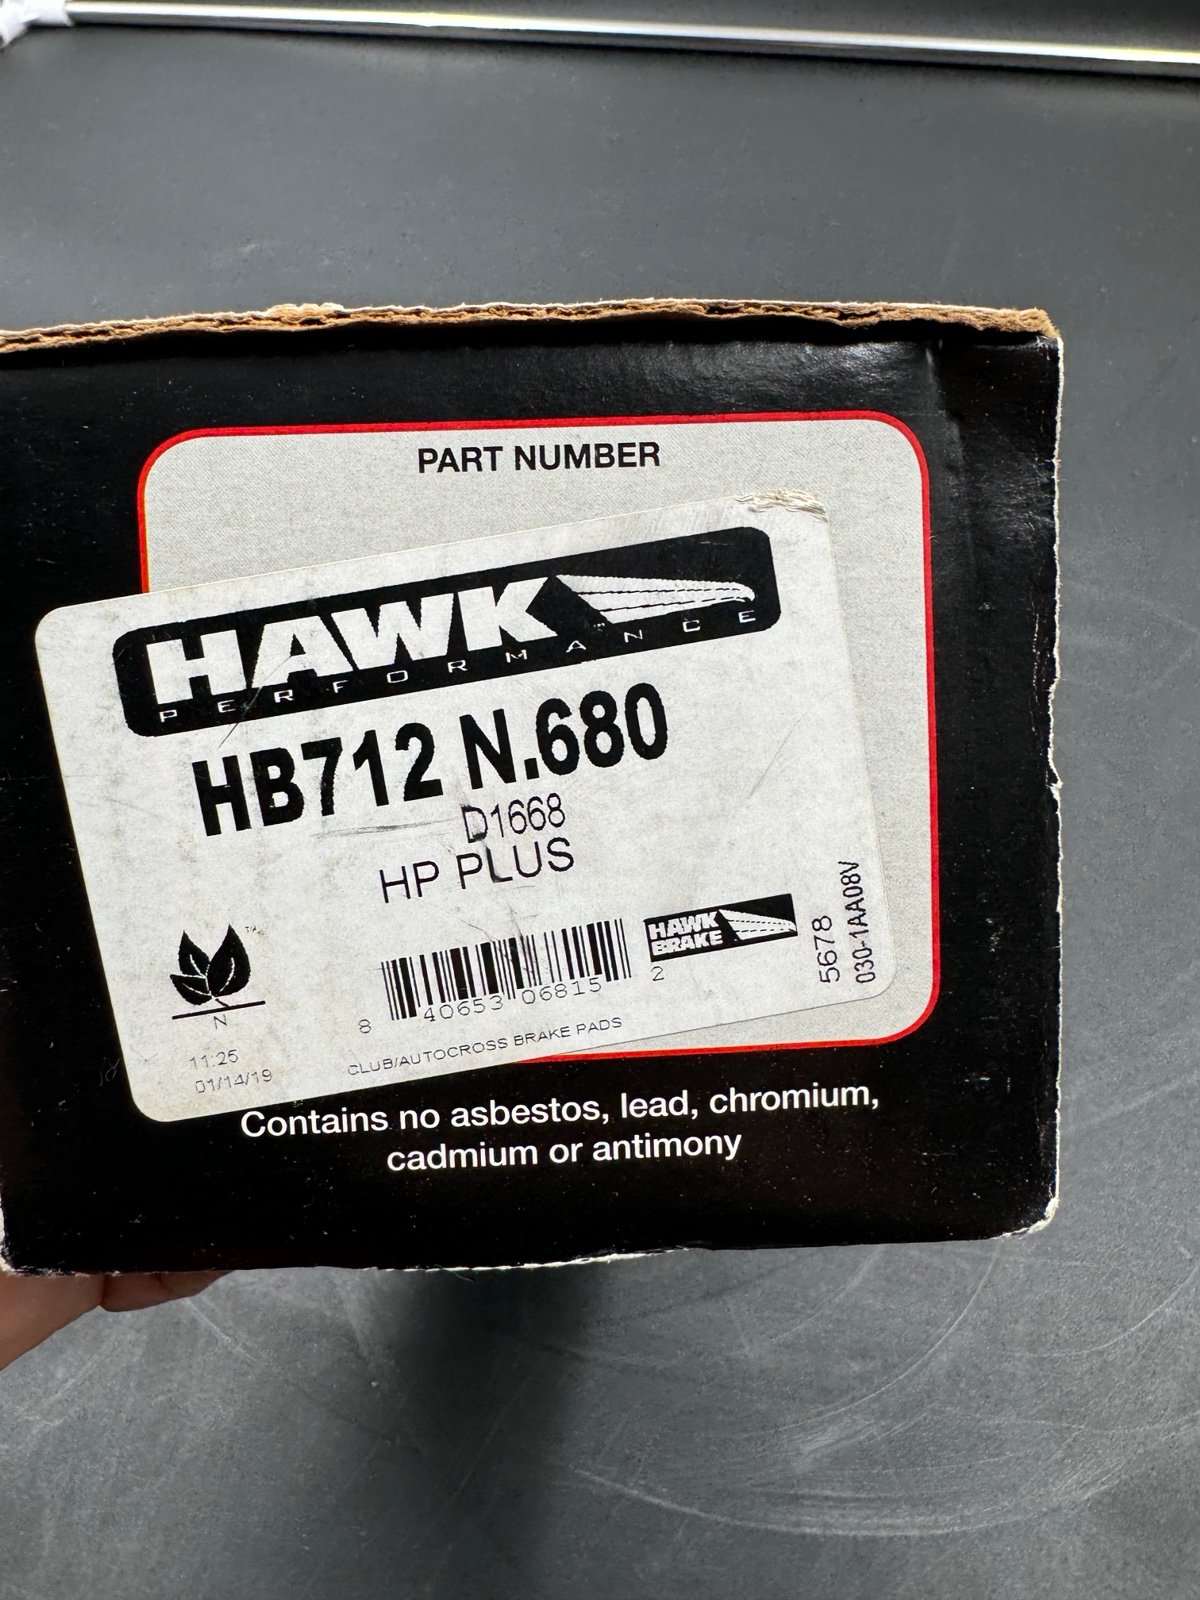 PART NUMBER
HAWK
PERFORMANCE
HB712 N.680
D1668
HP PLUS
HAWK
BRAKE
5678
030-1AA08V
TM
N
8 40653 06815 2
11:25
01/14/19
CLUB/AUTOCROSS BRAKE PADS
Contains no asbestos, lead, chromium,
cadmium or antimony